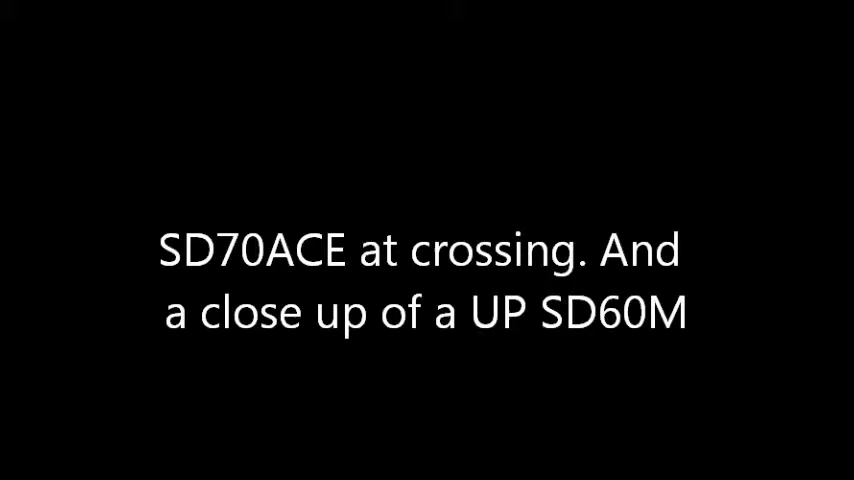 SD70ACE at crossing. And
a close up of a UP SD60M